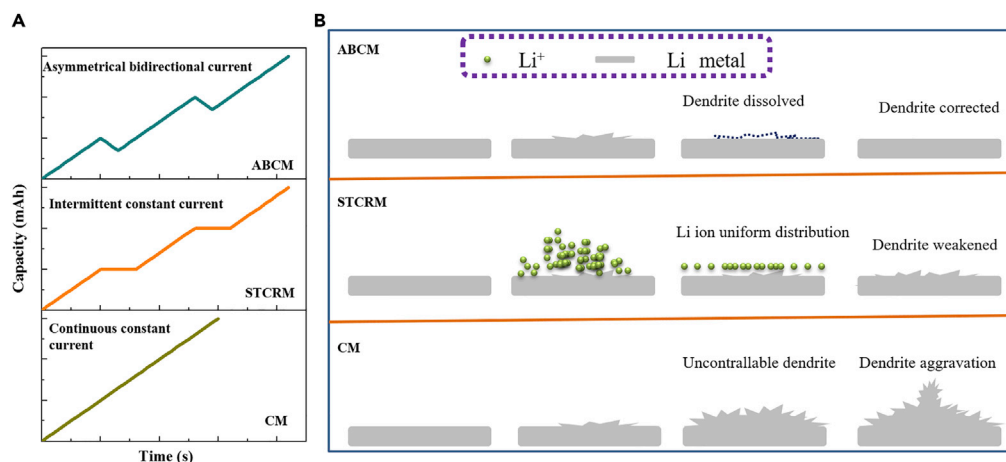 A
Asymmetrical bidirectional current
ABCM
Intermittent constant current
STCRM
Continuous constant
current
CM
Capacity (mAh)
Time (s)
B
ABCM
Li+ Li metal
Dendrite dissolved
Dendrite corrected
STCRM
Li ion uniform distribution
Dendrite weakened
CM
Uncontrallable dendrite
Dendrite aggravation